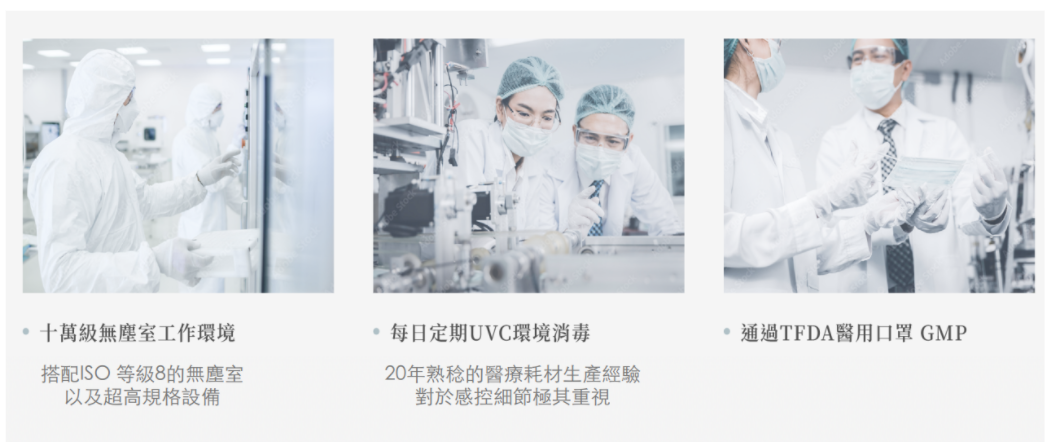 十萬級無塵室工作環境
搭配ISO 等級8的無塵室
以及超高規格設備
每日定期UVC環境消毒
20年熟稔的醫療耗材生產經驗
對於感控細節極其重視
通過TFDA醫用口罩 GMP